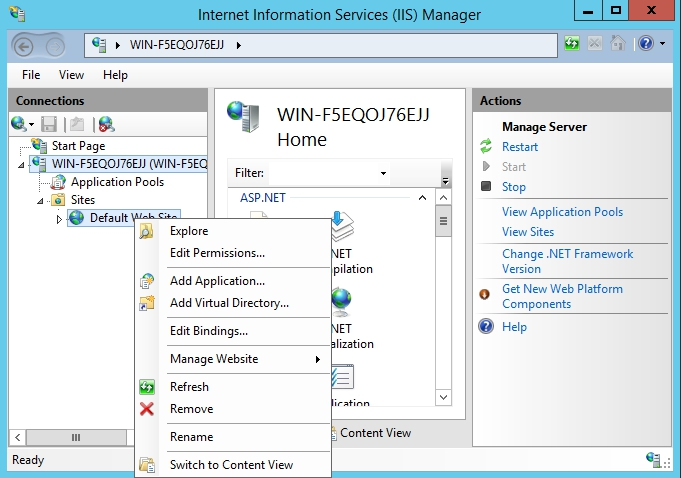 Internet Information Services (IIS) Manager
WIN-F5EQOJ76EJJ
File View Help
Connections
Start Page
WIN-F5EQOJ76EJJ (WIN-F5EQ
Application Pools
Sites
Default Web Site
WIN-F5EQOJ76EJJ
Home
Filter:
ASP.NET
.NET
pilation
.NET
alization
lication
Content View
Explore
Edit Permissions...
Add Application...
Add Virtual Directory...
Edit Bindings...
Manage Website
Refresh
Remove
Rename
Switch to Content View
Actions
Manage Server
Restart
Start
Stop
View Application Pools
View Sites
Change .NET Framework
Version
Get New Web Platform
Components
Help
Ready